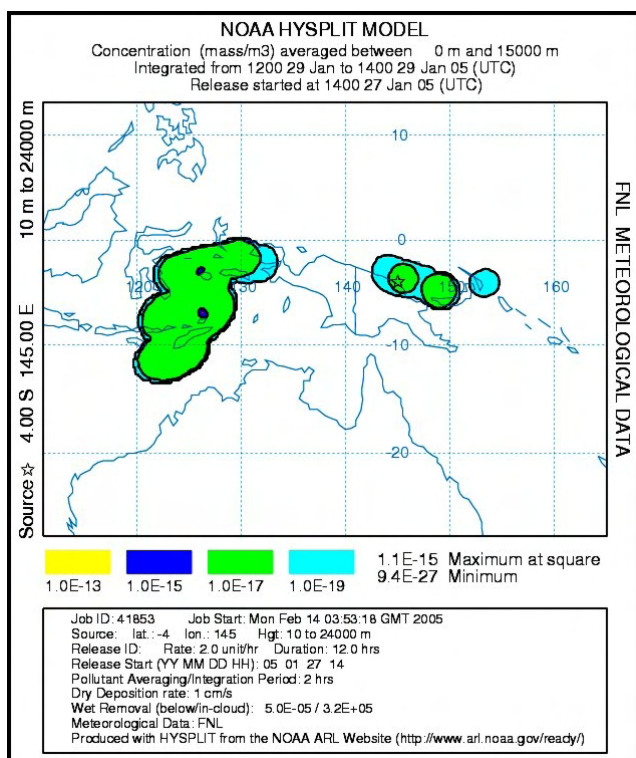 NOAA HYSPLIT MODEL
Concentration (mass/m3) averaged between 0 m and 15000 m
Integrated from 1200 29 Jan to 1400 29 Jan 05 (UTC)
Release started at 1400 27 Jan 05 (UTC)
Source ☆ 4.00 S 145.00 E 10 m to 24000 m
10
0
120 130 140 150 160
-10
-20
FNL METEOROLOGICAL DATA
1.0E-13 1.0E-15 1.0E-17 1.0E-19
1.1E-15 Maximum at square
9.4E-27 Minimum
Job ID: 41853 Job Start: Mon Feb 14 03:53:18 GMT 2005
Source: lat.: -4 lon.: 145 Hgt: 10 to 24000 m
Release ID: Rate: 2.0 unit/hr Duration: 12.0 hrs
Release Start (YY MM DD HH): 05 01 27 14
Pollutant Averaging/Integration Period: 2 hrs
Dry Deposition rate: 1 cm/s
Wet Removal (below/in-cloud): 5.0E-05 / 3.2E+05
Meteorological Data: FNL
Produced with HYSPLIT from the NOAA ARL Website (http://www.arl.noaa.gov/ready/)